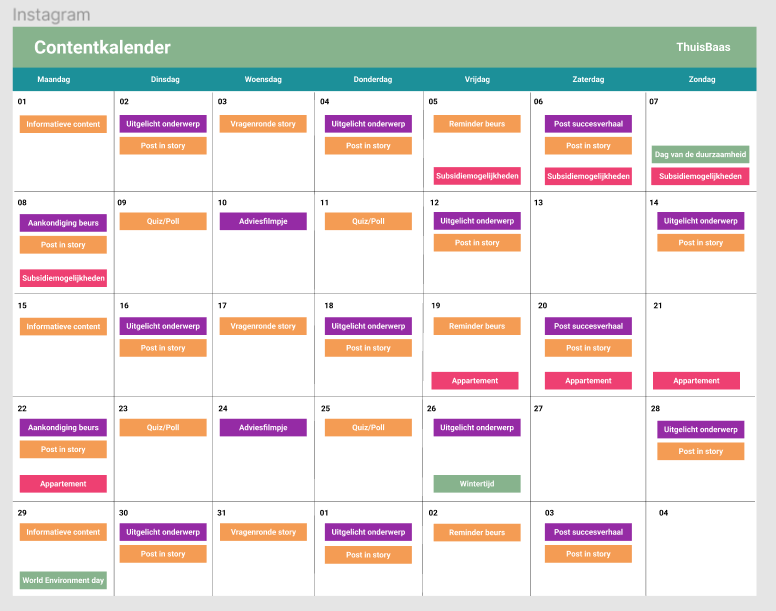 Instagram
Contentkalender ThuisBaas
Maandag Dinsdag Woensdag Donderdag Vrijdag Zaterdag Zondag
01 02 03 04 05 06 07
Informatieve content Uitgelicht onderwerp Vragenronde story Uitgelicht onderwerp Reminder beurs Post succesverhaal
Post in story Post in story Post in story
Dag van de duurzaamheid
Subsidiemogelijkheden Subsidiemogelijkheden Subsidiemogelijkheden
08 09 10 11 12 13 14
Aankondiging beurs Quiz/Poll Adviesfilmpje Quiz/Poll Uitgelicht onderwerp Uitgelicht onderwerp
Post in story Post in story Post in story
Subsidiemogelijkheden
15 16 17 18 19 20 21
Informatieve content Uitgelicht onderwerp Vragenronde story Uitgelicht onderwerp Reminder beurs Post succesverhaal
Post in story Post in story Post in story
Appartement Appartement Appartement
22 23 24 25 26 27 28
Aankondiging beurs Quiz/Poll Adviesfilmpje Quiz/Poll Uitgelicht onderwerp Uitgelicht onderwerp
Post in story Post in story
Appartement Wintertijd
29 30 31 01 02 03 04
Informatieve content Uitgelicht onderwerp Vragenronde story Uitgelicht onderwerp Reminder beurs Post succesverhaal
Post in story Post in story Post in story
World Environment day